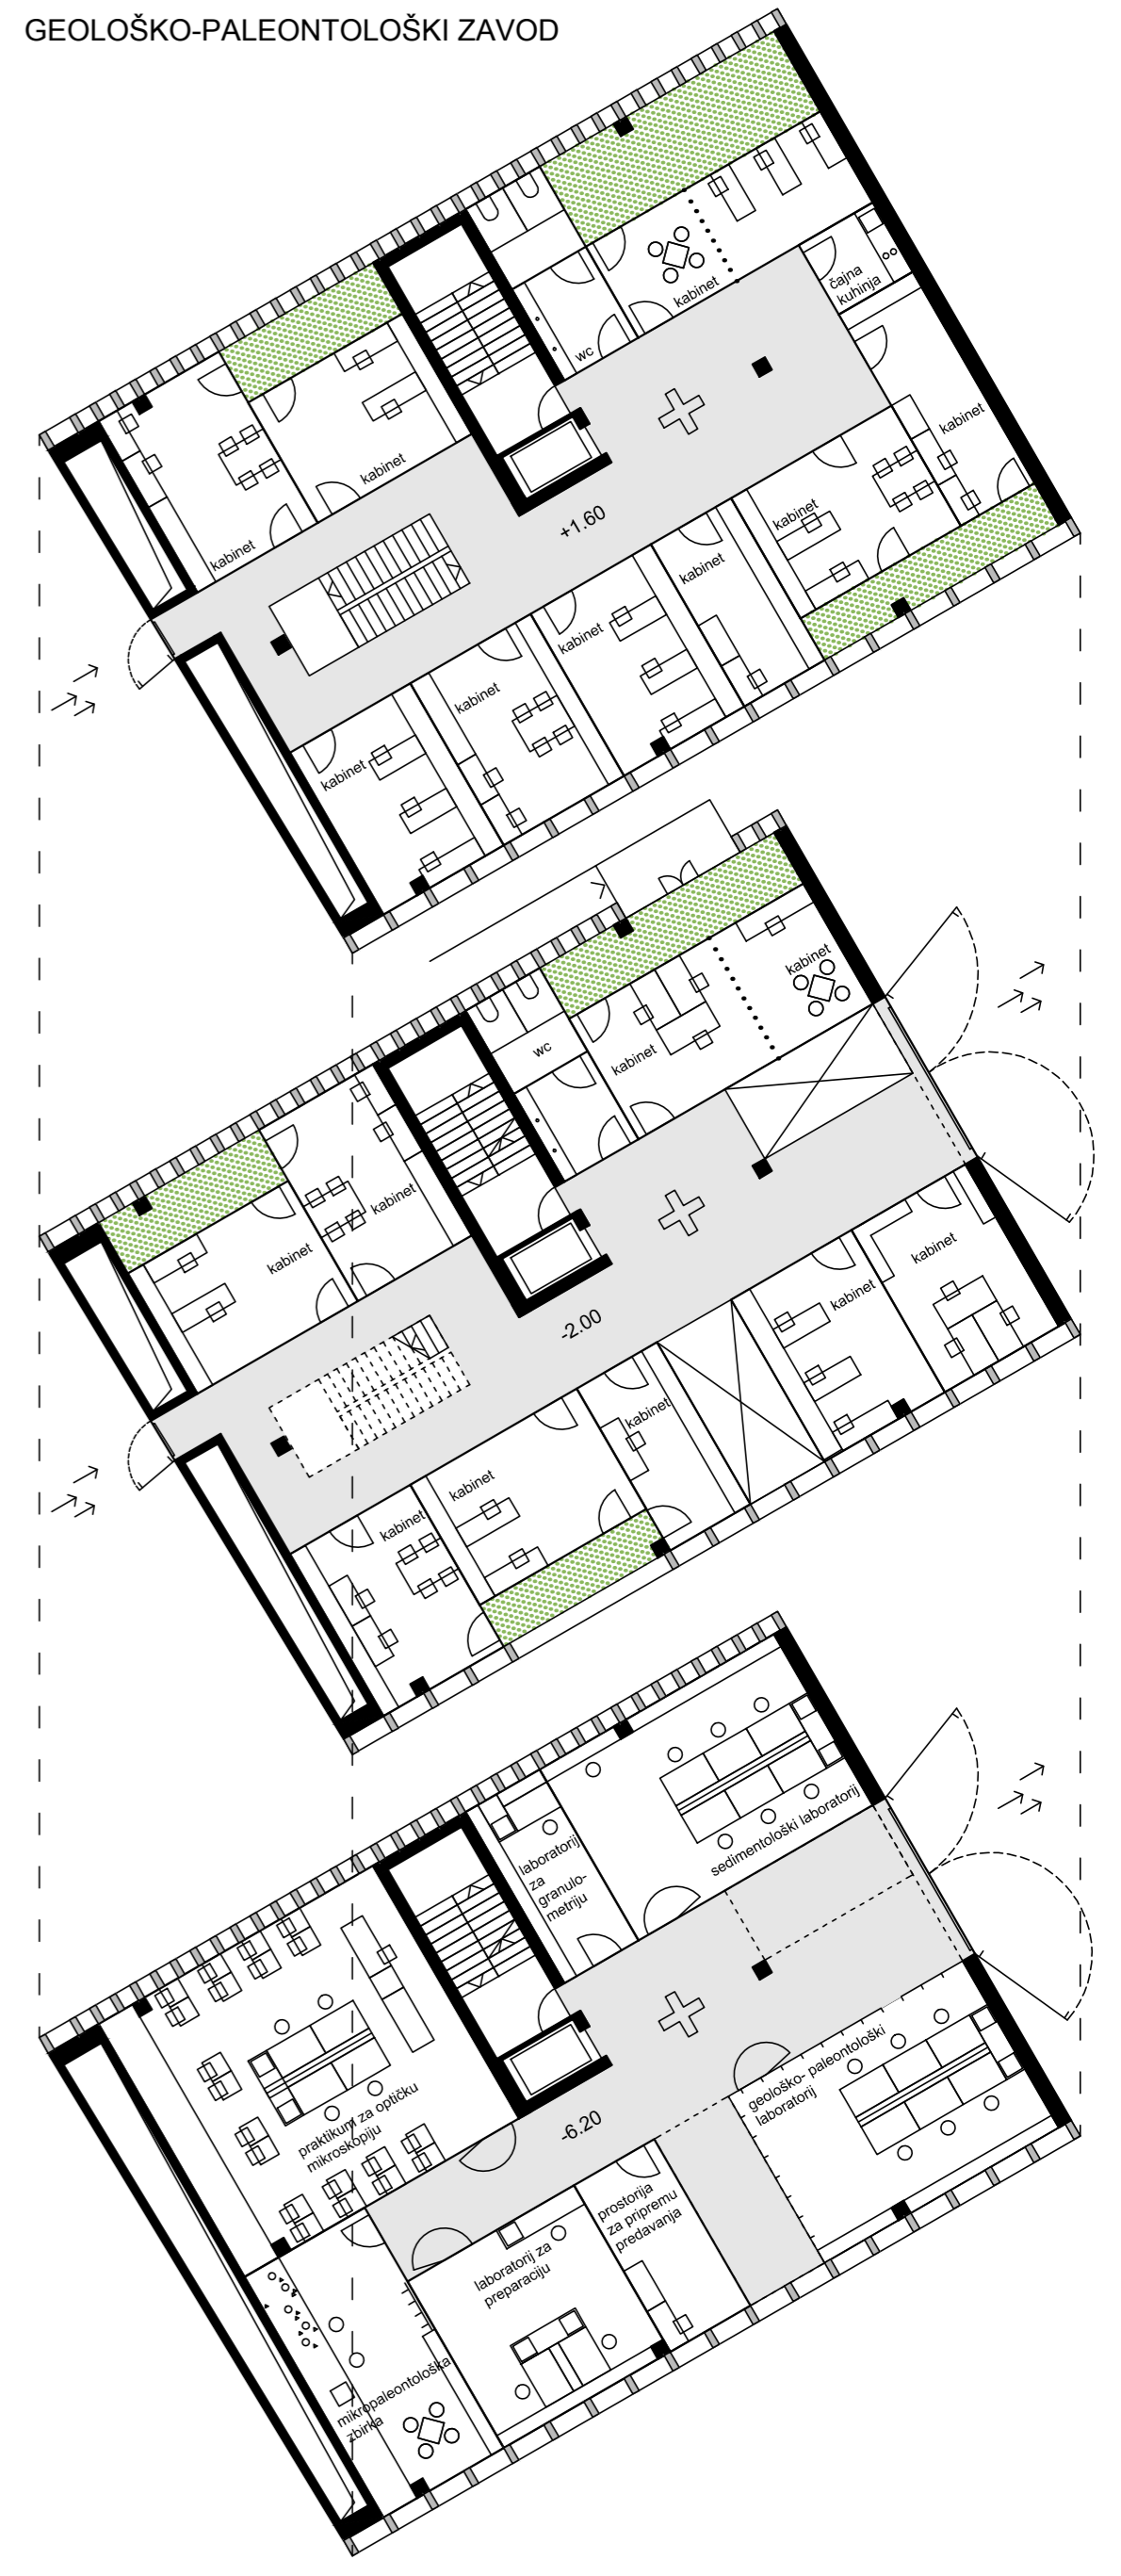 GEOLOŠKO-PALEONTOLOŠKI ZAVOD
čajna
kuhinja
kabinet
wc
kabinet
kabinet
kabinet
+1.60
kabinet
kabinet
kabinet
kabinet
kabinet
kabinet
kabinet
wc
kabinet
kabinet
kabinet
kabinet
-2.00
kabinet
kabinet
kabinet
kabinet
sedimentološki laboratorij
laboratorij
za
granulo-
metriju
geološko- paleontološki
laboratorij
praktikum za optičku
mikroskopiju
-6.20
prostorija
za pripremu
predavanja
laboratorij za
preparaciju
mikropaleontološka
zbirka